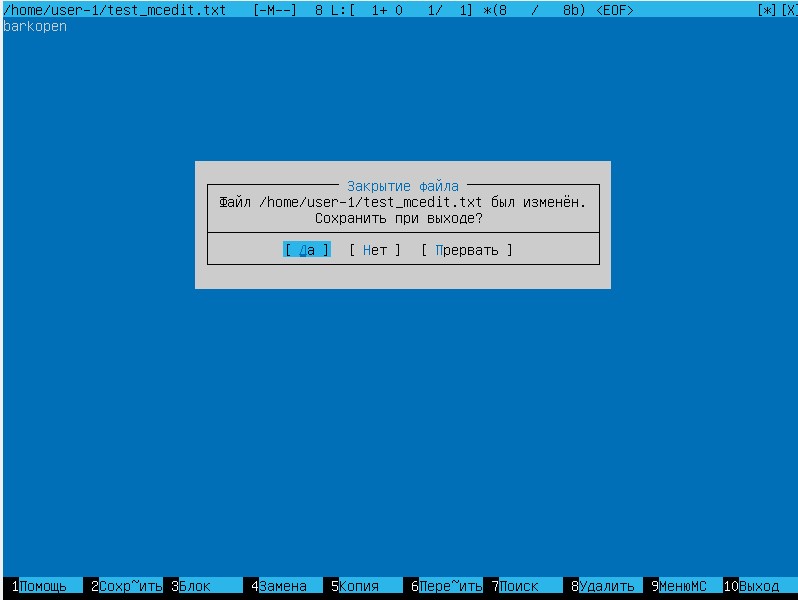 /home/user-1/test_mcedit.txt [-M--] 8 L:[ 1+ 0 1/ 1] *(8 / 8b) <EOF> [*][X]
barkopen
Закрытие файла
Файл /home/user-1/test_mcedit.txt был изменён.
Сохранить при выходе?
[ Да ] [ Нет ] [ Прервать ]
1Помощь 2Сохр~ить 3Блок 4Замена 5Копия 6Пере~ить 7Поиск 8Удалить 9МенюMC 10Выход